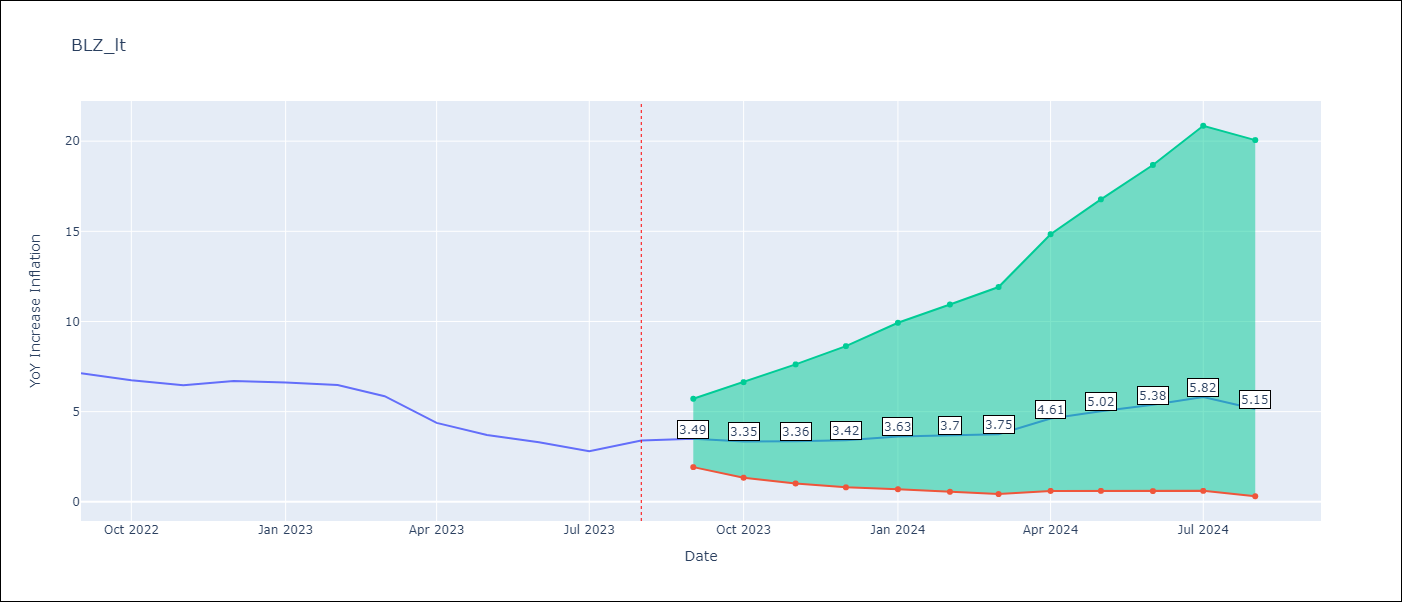 BLZ_lt
YoY Increase Inflation
20
15
10
5
0
3.49
3.35
3.36
3.42
3.63
3.7
3.75
4.61
5.02
5.38
5.82
5.15
Oct 2022
Jan 2023
Apr 2023
Jul 2023
Oct 2023
Jan 2024
Apr 2024
Jul 2024
Date